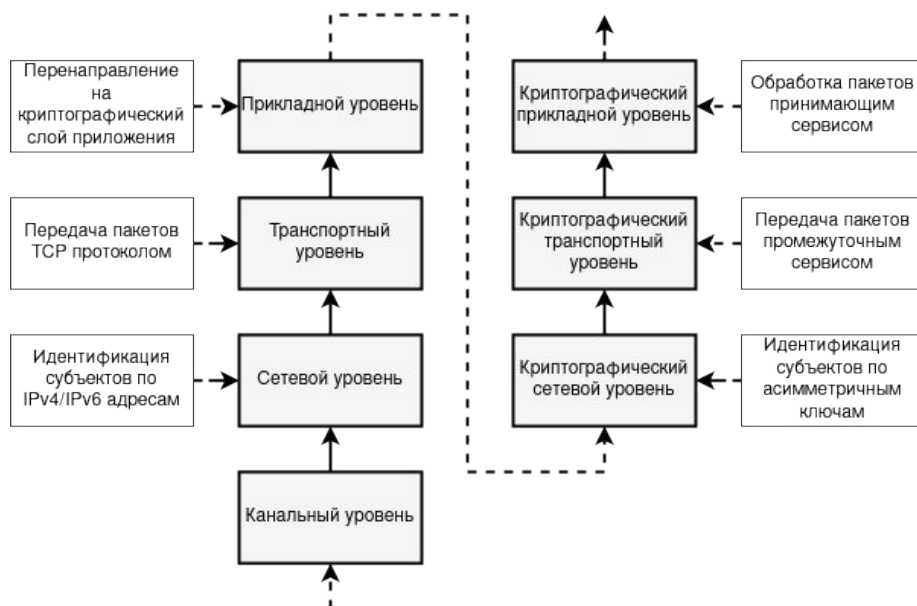 Перенаправление
на
криптографический
слой приложения
Прикладной уровень
Криптографический
прикладной уровень
Обработка пакетов
принимающим
сервисом
Передача пакетов
TCP протоколом
Транспортный
уровень
Криптографический
транспортный
уровень
Передача пакетов
промежуточным
сервисом
Идентификация
субъектов по
IPv4/IPv6 адресам
Сетевой уровень
Криптографический
сетевой уровень
Идентификация
субъектов по
асимметричным
ключам
Канальный уровень